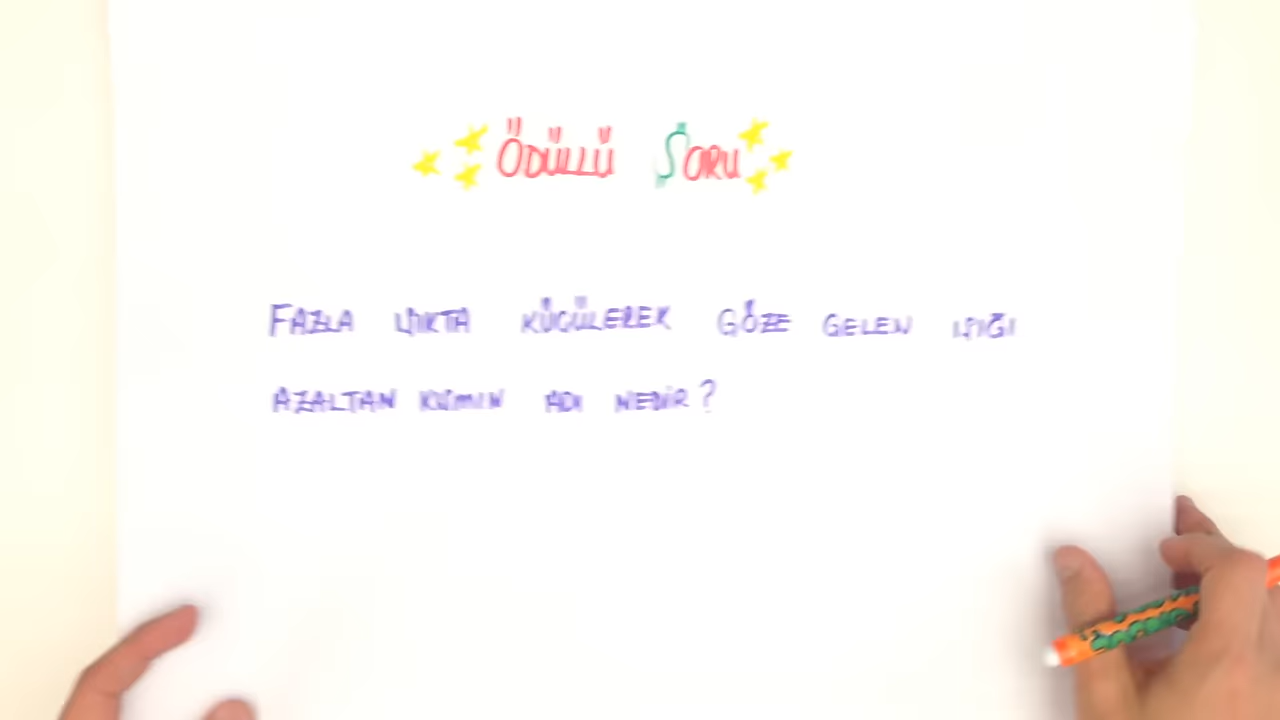 ÖDÜLLÜ SORU
FAZLA IŞIKTA KÜÇÜLEREK GÖZE GELEN IŞIĞI
AZALTAN KISMIN ADI NEDİR?